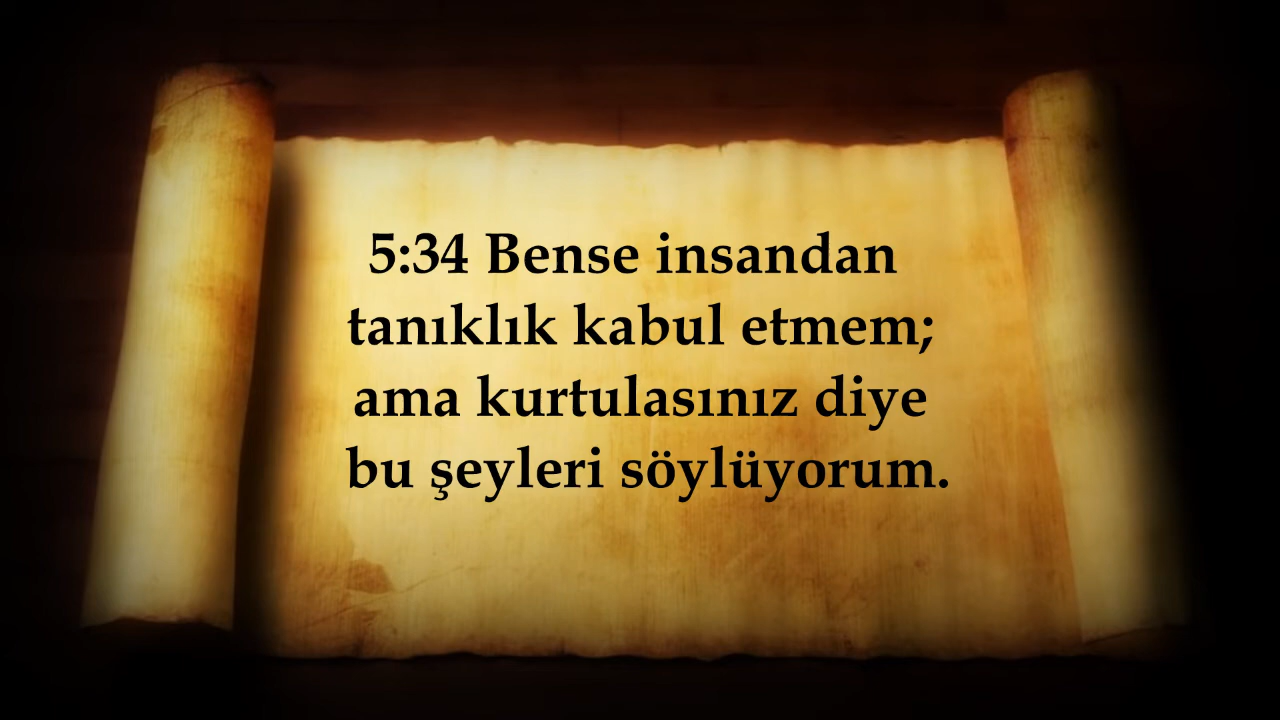 5:34 Bense insandan
tanıklık kabul etmem;
ama kurtulasınız diye
bu şeyleri söylüyorum.